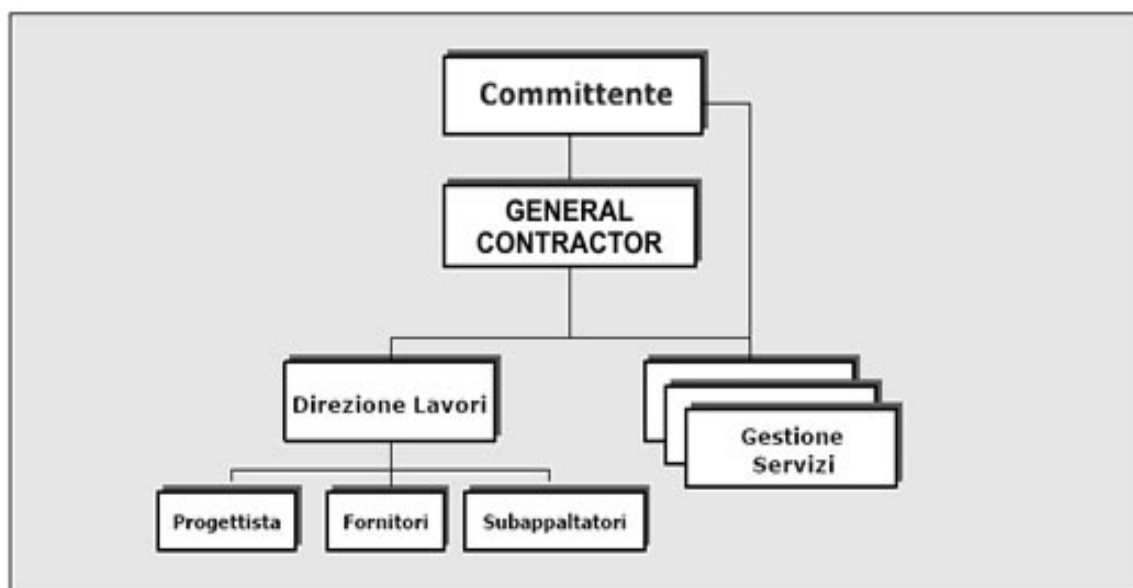 Committente
GENERAL
CONTRACTOR
Direzione Lavori
Gestione
Servizi
Progettista
Fornitori
Subappaltatori